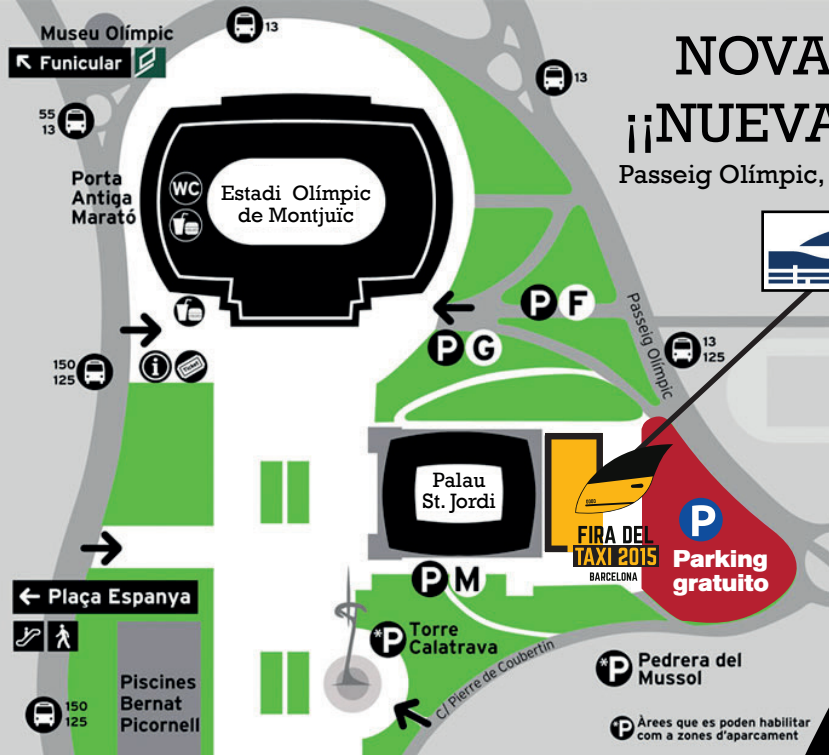 Museu Olímpic
Funicular
13
13
NOVA
¡¡NUEVA
Passeig Olímpic,
55
13
Porta
Antiga
Marató
WC
Estadi Olímpic
de Montjuïc
P F
P G
Passeig Olímpic
13
125
150
125
i
Ticket
Palau
St. Jordi
FIRA DEL
TAXI 2015
BARCELONA
P
Parking
gratuito
P M
Plaça Espanya
*P Torre
Calatrava
C/ Pierre de Coubertin
*P Pedrera del
Mussol
Piscines
Bernat
Picornell
150
125
*P Àrees que es poden habilitar
com a zones d'aparcament